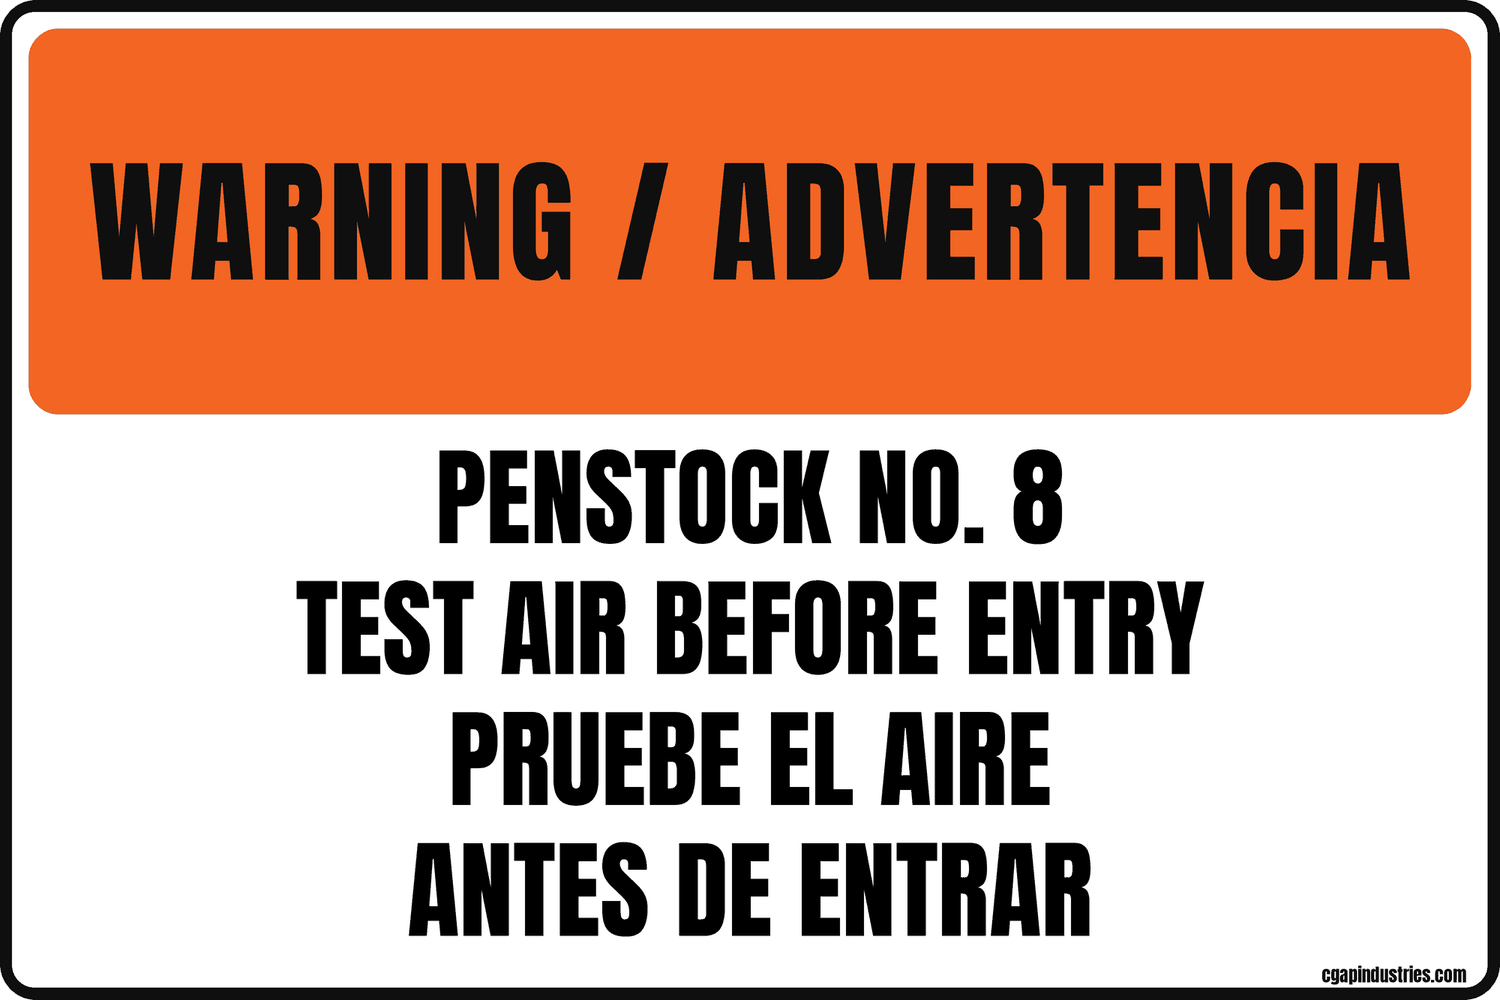 WARNING / ADVERTENCIA
PENSTOCK NO. 8
TEST AIR BEFORE ENTRY
PRUEBE EL AIRE
ANTES DE ENTRAR
cgapindustries.com